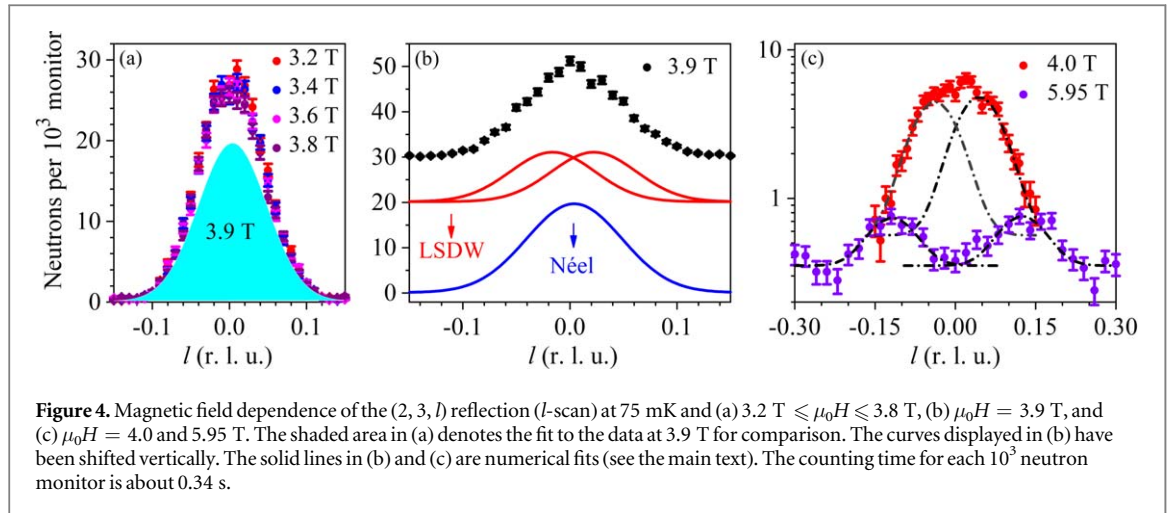 Neutrons per 10³ monitor
(a)
3.2 T
3.4 T
3.6 T
3.8 T
3.9 T
30
20
10
0
-0.1 0.0 0.1
l (r. l. u.)
(b)
3.9 T
50
40
30
20
10
0
LSDW
Néel
-0.1 0.0 0.1
l (r. l. u.)
(c)
4.0 T
5.95 T
10
1
-0.30 -0.15 0.00 0.15 0.30
l (r. l. u.)
Figure 4. Magnetic field dependence of the (2, 3, l) reflection (l-scan) at 75 mK and (a) 3.2 T ⩽ μ₀H ⩽ 3.8 T, (b) μ₀H = 3.9 T, and
(c) μ₀H = 4.0 and 5.95 T. The shaded area in (a) denotes the fit to the data at 3.9 T for comparison. The curves displayed in (b) have
been shifted vertically. The solid lines in (b) and (c) are numerical fits (see the main text). The counting time for each 10³ neutron
monitor is about 0.34 s.